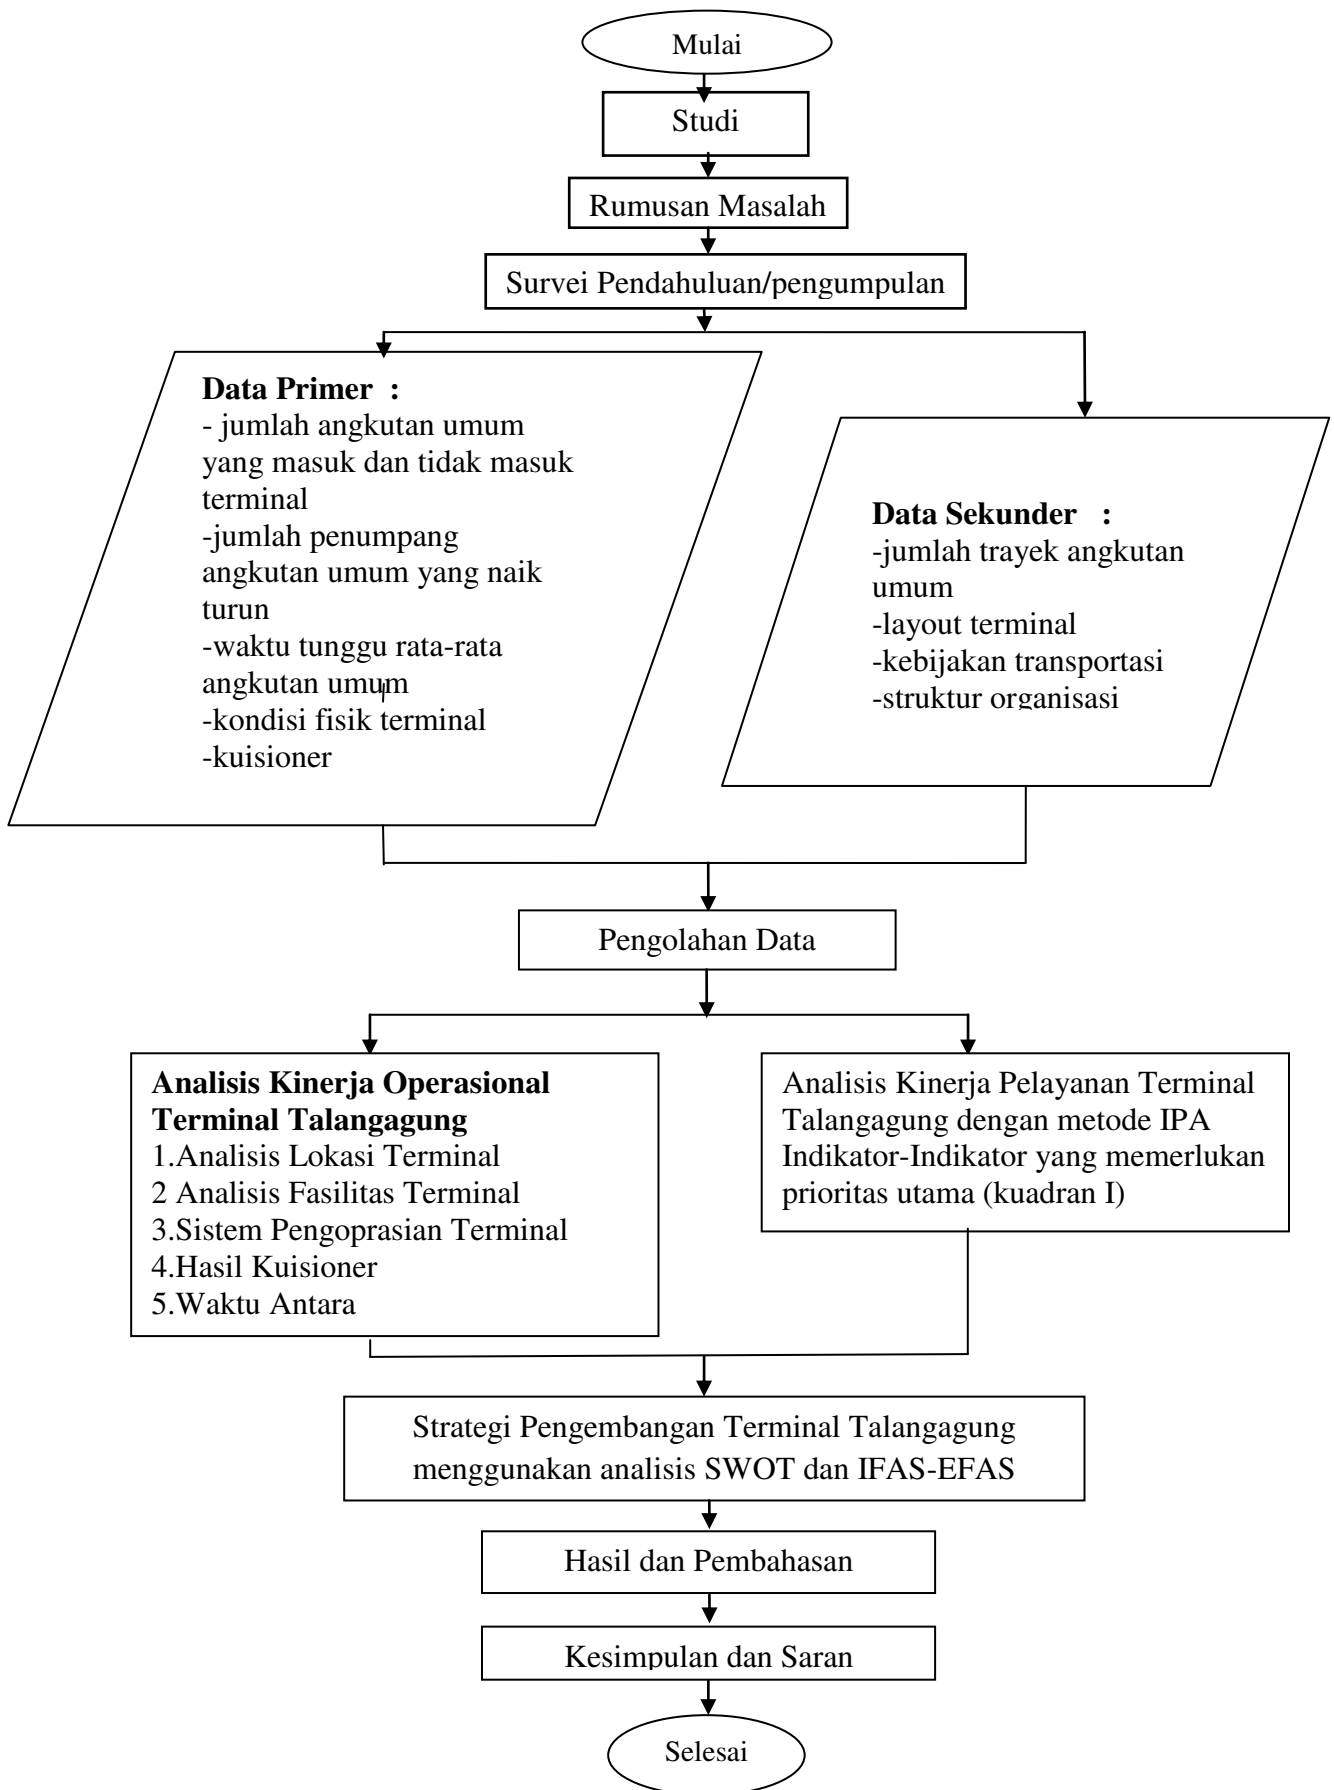 Mulai
Studi
Rumusan Masalah
Survei Pendahuluan/pengumpulan
Data Primer :
- jumlah angkutan umum
yang masuk dan tidak masuk
terminal
-jumlah penumpang
angkutan umum yang naik
turun
-waktu tunggu rata-rata
angkutan umum
-kondisi fisik terminal
-kuisioner
Data Sekunder :
-jumlah trayek angkutan
umum
-layout terminal
-kebijakan transportasi
-struktur organisasi
Pengolahan Data
Analisis Kinerja Operasional
Terminal Talangagung
1.Analisis Lokasi Terminal
2 Analisis Fasilitas Terminal
3.Sistem Pengoprasian Terminal
4.Hasil Kuisioner
5.Waktu Antara
Analisis Kinerja Pelayanan Terminal
Talangagung dengan metode IPA
Indikator-Indikator yang memerlukan
prioritas utama (kuadran I)
Strategi Pengembangan Terminal Talangagung
menggunakan analisis SWOT dan IFAS-EFAS
Hasil dan Pembahasan
Kesimpulan dan Saran
Selesai